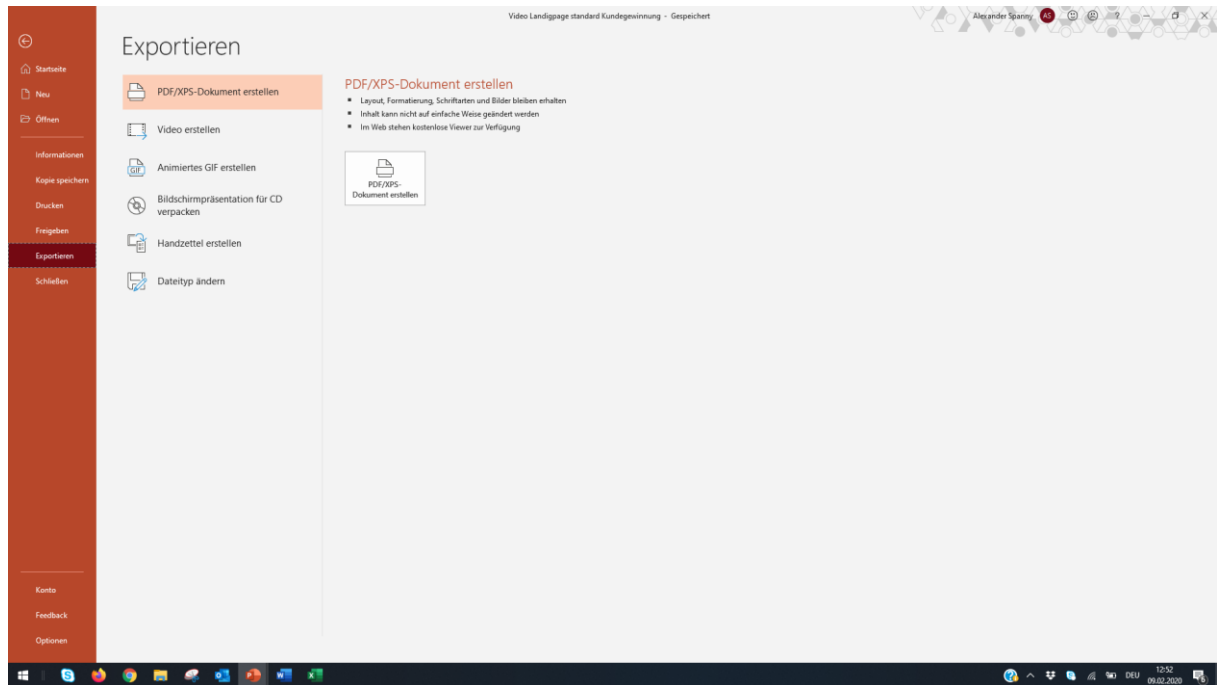 Video Landigpage standard Kundegewinnung - Gespeichert
Alexander Spanny AS ?
Exportieren
Startseite
Neu
Öffnen
Informationen
Kopie speichern
Drucken
Freigeben
Exportieren
Schließen
Konto
Feedback
Optionen
PDF/XPS-Dokument erstellen
Video erstellen
GIF
Animiertes GIF erstellen
Bildschirmpräsentation für CD
verpacken
Handzettel erstellen
Dateityp ändern
PDF/XPS-Dokument erstellen
Layout, Formatierung, Schriftarten und Bilder bleiben erhalten
Inhalt kann nicht auf einfache Weise geändert werden
Im Web stehen kostenlose Viewer zur Verfügung
PDF/XPS-
Dokument erstellen
DEU
12:52
09.02.2020